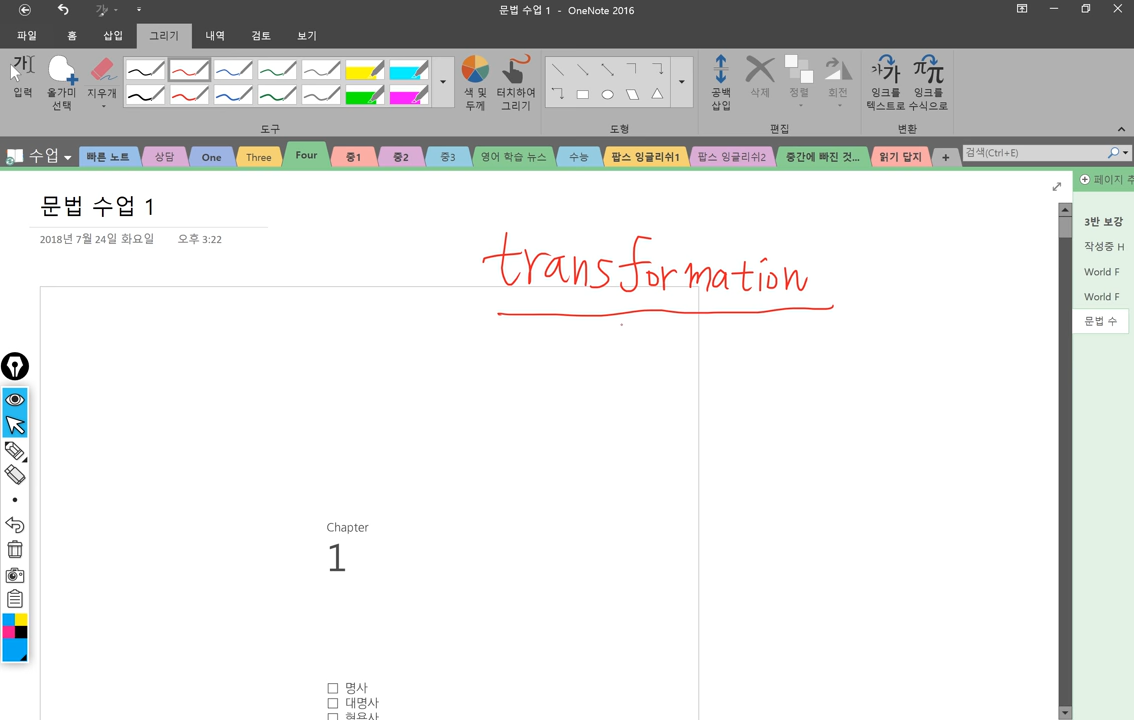 문법 수업 1 - OneNote 2016
파일 홈 삽입 그리기 내역 검토 보기
입력 올가미 선택 지우개 색 및 두께 터치하여 그리기 공백 삽입 삭제 정렬 회전 잉크를 텍스트로 잉크를 수식으로
도구 도형 편집 변환
수업 빠른 노트 상담 One Three Four 중1 중2 중3 영어 학습 뉴스 수능 팝스 잉글리쉬1 팝스 잉글리쉬2 중간에 빠진 것... 읽기 답지 + 검색(Ctrl+E)
페이지 추
문법 수업 1
2018년 7월 24일 화요일 오후 3:22
3반 보강
작성중 H
World F
World F
문법 수
transformation
Chapter
1
명사
대명사
형용사